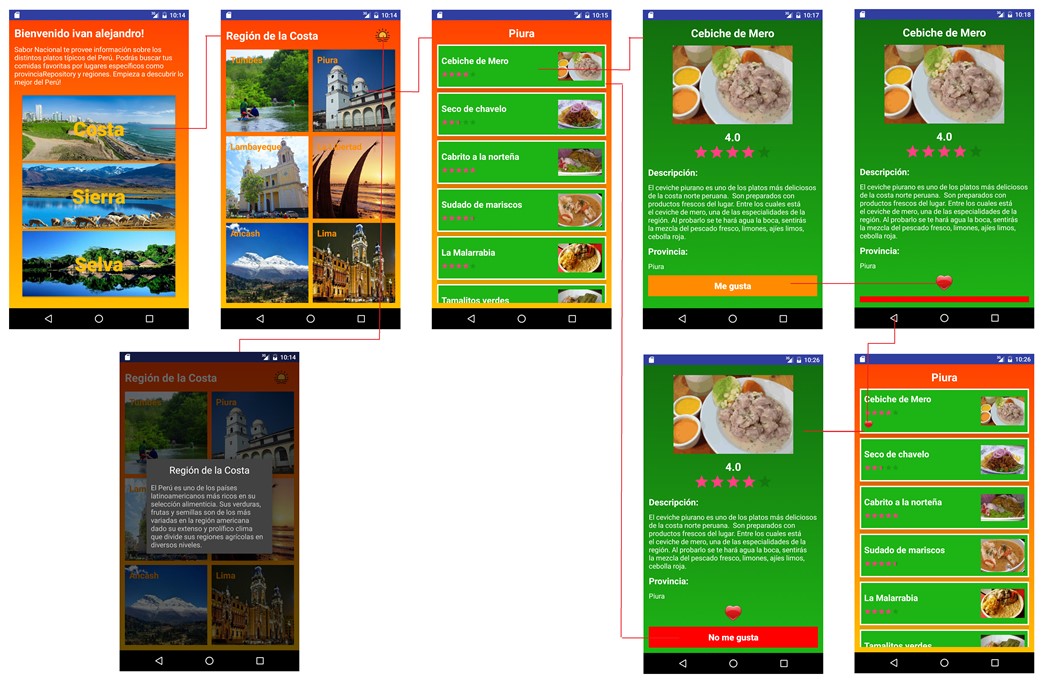 10:14
Bienvenido ivan alejandro!
Sabor Nacional te provee información sobre los
distintos platos típicos del Perú. Podrás buscar tus
comidas favoritas por lugares específicos como
provinciaRepository y regiones. Empieza a descubrir lo
mejor del Perú!
Costa
Sierra
Selva
10:14
Región de la Costa
Tumbes
Piura
Lambayeque
Ancash
Lima
10:15
Piura
Cebiche de Mero
Seco de chavelo
Cabrito a la norteña
Sudado de mariscos
La Malarrabia
Tamalitos verdes
10:17
Cebiche de Mero
4.0
Descripción:
El ceviche piurano es uno de los platos más deliciosos
de la costa norte peruana. Son preparados con
productos frescos del lugar. Entre los cuales está
el ceviche de mero, una de las especialidades de la
región. Al probarlo se te hará agua la boca, sentirás
la mezcla del pescado fresco, limones, ajíes limos,
cebolla roja.
Provincia:
Piura
Me gusta
10:18
Cebiche de Mero
4.0
Descripción:
El ceviche piurano es uno de los platos más deliciosos
de la costa norte peruana. Son preparados con
productos frescos del lugar. Entre los cuales está
el ceviche de mero, una de las especialidades de la
región. Al probarlo se te hará agua la boca, sentirás
la mezcla del pescado fresco, limones, ajíes limos,
cebolla roja.
Provincia:
Piura
10:14
Región de la Costa
Tumbes
Piura
Región de la Costa
El Perú es uno de los países
latinoamericanos más ricos en su
selección alimenticia. Sus verduras,
frutas y semillas son de los más
variadas en la región americana
dado su extenso y prolífico clima
que divide sus regiones agrícolas en
diversos niveles.
Ancash
Lima
10:26
4.0
Descripción:
El ceviche piurano es uno de los platos más deliciosos
de la costa norte peruana. Son preparados con
productos frescos del lugar. Entre los cuales está
el ceviche de mero, una de las especialidades de la
región. Al probarlo se te hará agua la boca, sentirás
la mezcla del pescado fresco, limones, ajíes limos,
cebolla roja.
Provincia:
Piura
No me gusta
10:26
Piura
Cebiche de Mero
Seco de chavelo
Cabrito a la norteña
Sudado de mariscos
La Malarrabia
Tamalitos verdes